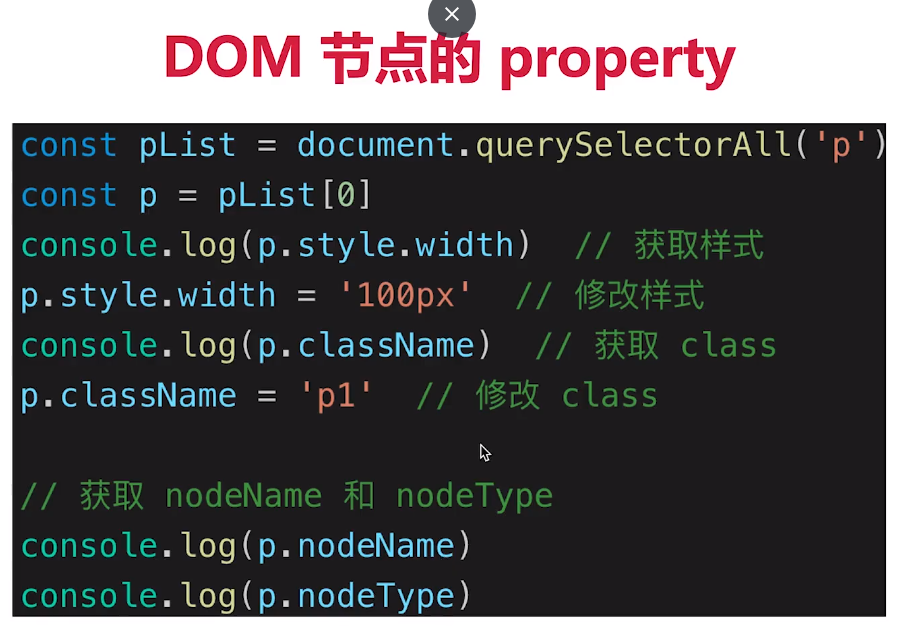 DOM 节点的 property
const pList = document.querySelectorAll('p')
const p = pList[0]
console.log(p.style.width)  // 获取样式
p.style.width = '100px'  // 修改样式
console.log(p.className)  // 获取 class
p.className = 'p1'  // 修改 class
// 获取 nodeName 和 nodeType
console.log(p.nodeName)
console.log(p.nodeType)